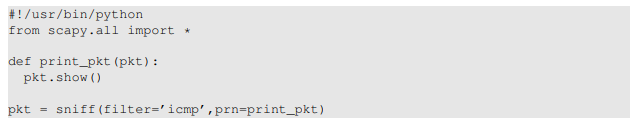 #!/usr/bin/python
from scapy.all import *
def print_pkt(pkt):
pkt.show()
pkt = sniff(filter=’icmp’,prn=print_pkt)